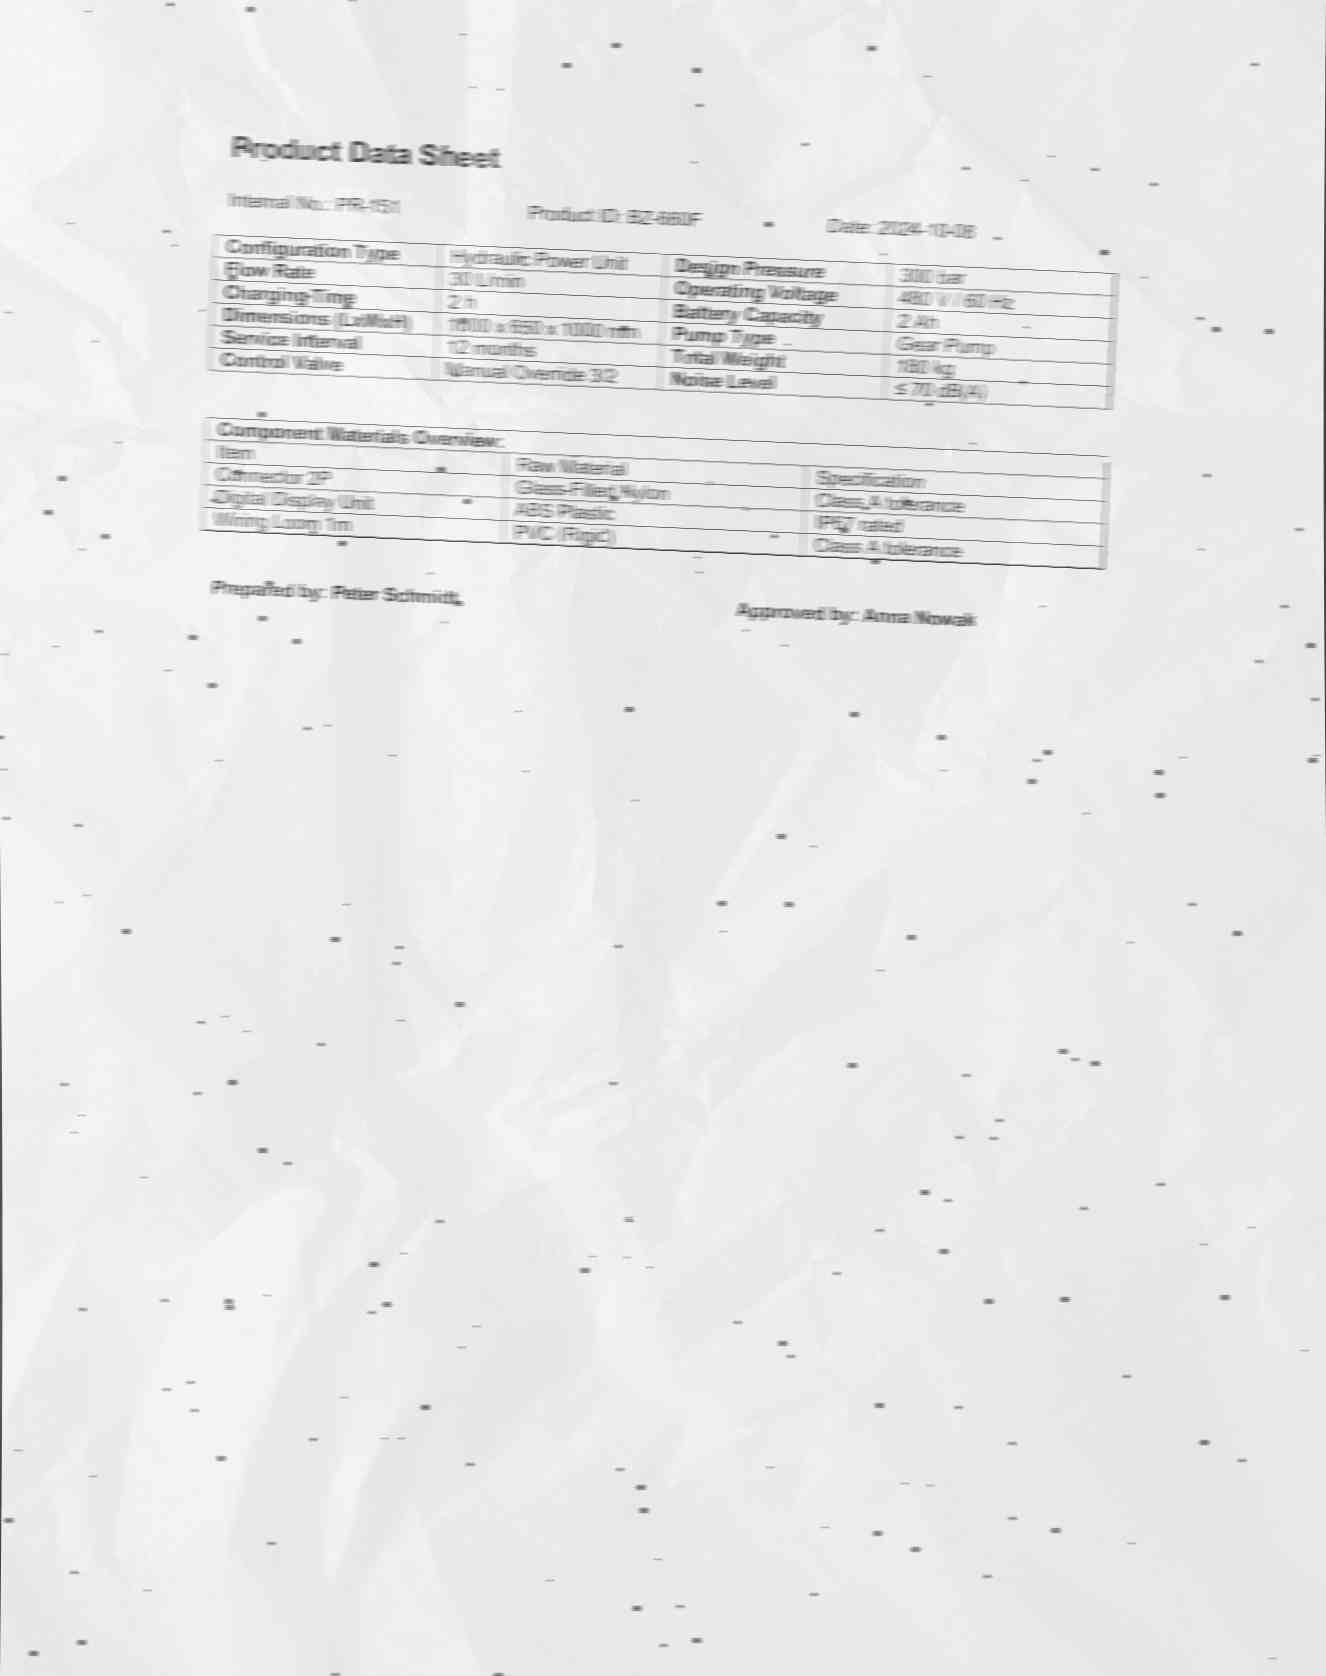 Product Data Sheet
Internal No.: PR-151 Product ID: BZ-660F Date: 2024-10-08
Configuration Type Hydraulic Power Unit Design Pressure 300 bar
Flow Rate 30 L/min Operating Voltage 480 V / 60 Hz
Charging Time 2 h Battery Capacity 2 Ah
Dimensions (LxWxH) x 650 x 1000 mm Pump Type Gear Pump
Service Interval 12 months Total Weight 180 kg
Control Valve Manual Override 3/2 Noise Level ≤ 70 dB(A)
Component Materials Overview:
Item Raw Material Specification
Connector 2P Glass-Filled Nylon Class A tolerance
Digital Display Unit ABS Plastic rated
Wiring Loom 1m PVC (Rigid) Class A tolerance
Prepared by: Peter Schmidt Approved by: Anna Nowak